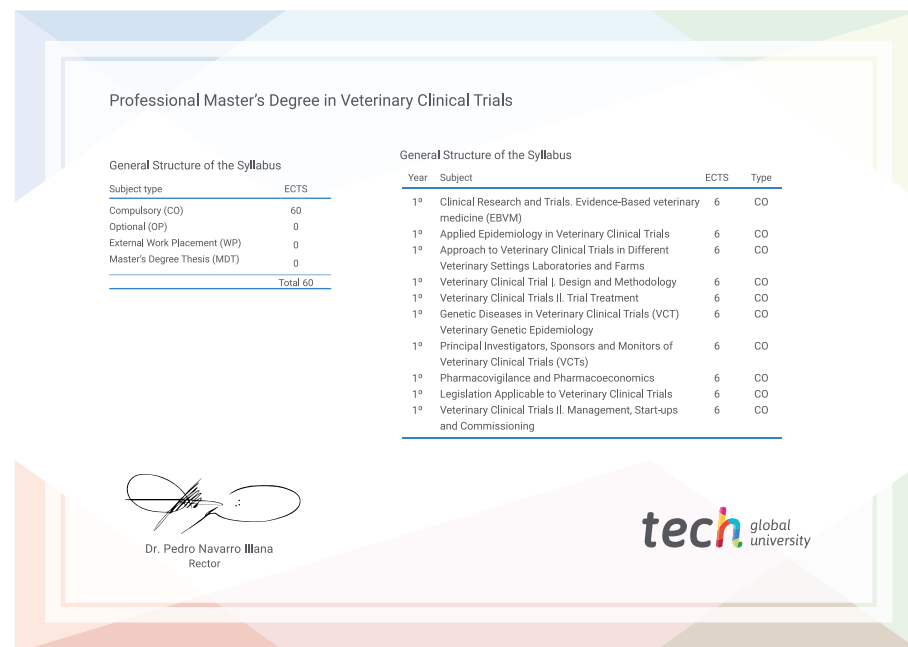 Professional Master's Degree in Veterinary Clinical Trials
General Structure of the Syllabus
Subject type ECTS
Compulsory (CO) 60
Optional (OP) 0
External Work Placement (WP) 0
Master's Degree Thesis (MDT) 0
Total 60
General Structure of the Syllabus
Year Subject ECTS Type
1º Clinical Research and Trials. Evidence-Based veterinary 6 CO
medicine (EBVM)
1º Applied Epidemiology in Veterinary Clinical Trials 6 CO
1º Approach to Veterinary Clinical Trials in Different 6 CO
Veterinary Settings Laboratories and Farms
1º Veterinary Clinical Trial I. Design and Methodology 6 CO
1º Veterinary Clinical Trials II. Trial Treatment 6 CO
1º Genetic Diseases in Veterinary Clinical Trials (VCT) 6 CO
Veterinary Genetic Epidemiology
1º Principal Investigators, Sponsors and Monitors of 6 CO
Veterinary Clinical Trials (VCTs)
1º Pharmacovigilance and Pharmacoeconomics 6 CO
1º Legislation Applicable to Veterinary Clinical Trials 6 CO
1º Veterinary Clinical Trials II. Management, Start-ups 6 CO
and Commissioning
Dr. Pedro Navarro Illana
Rector
tech global
university